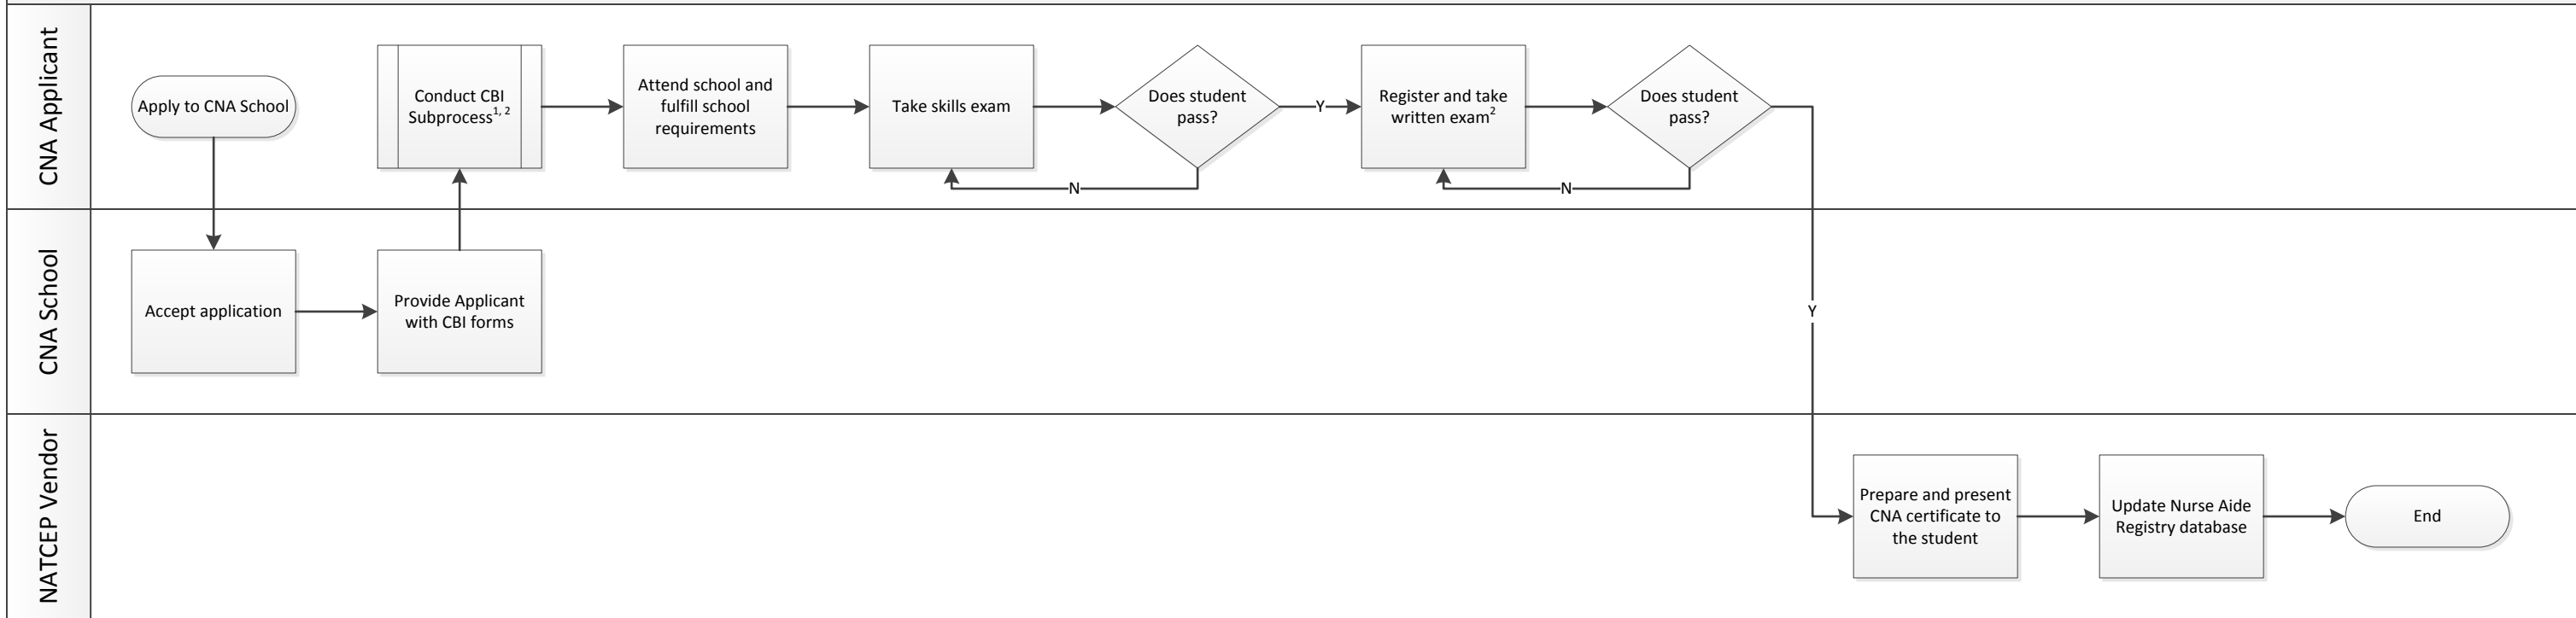 CNA Applicant
Apply to CNA School
Conduct CBI
Subprocess1, 2
Attend school and
fulfill school
requirements
Take skills exam
Does student
pass?
Y
N
Register and take
written exam2
Does student
pass?
N
Y
CNA School
Accept application
Provide Applicant
with CBI forms
NATCEP Vendor
Prepare and present
CNA certificate to
the student
Update Nurse Aide
Registry database
End